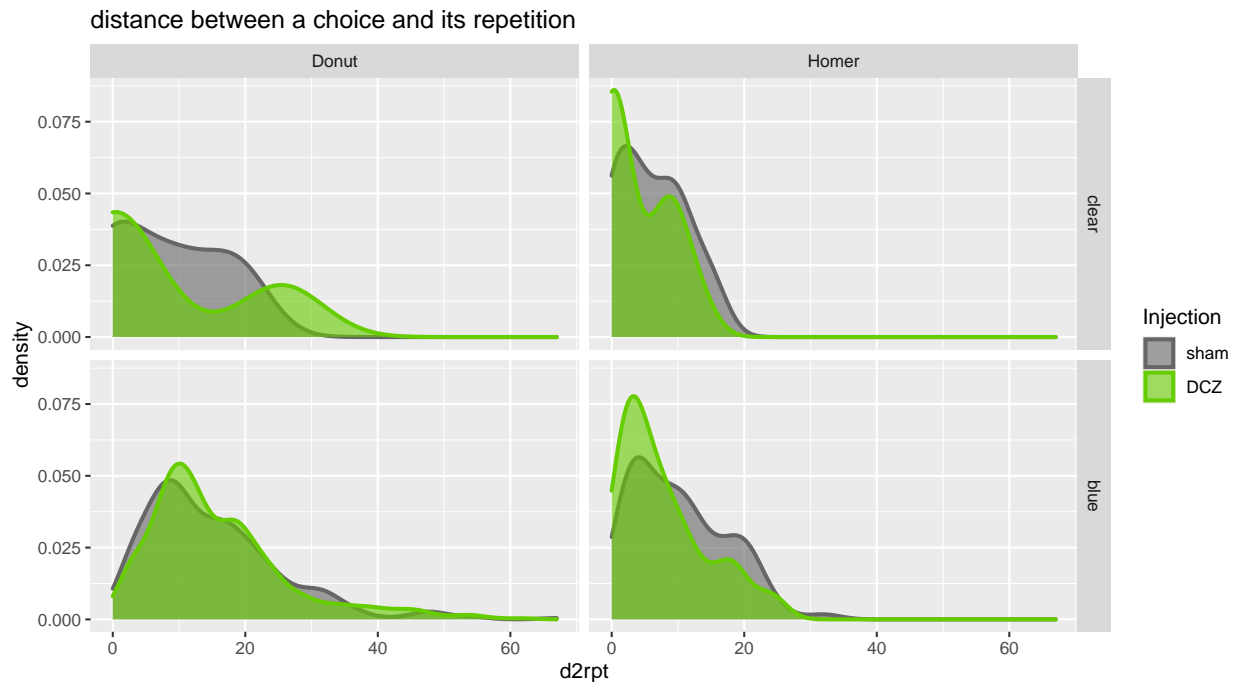 distance between a choice and its repetition
Donut
Homer
0.075
0.050
0.025
0.000
clear
0.075
0.050
0.025
0.000
blue
density
0 20 40 60
0 20 40 60
d2rpt
Injection
sham
DCZ